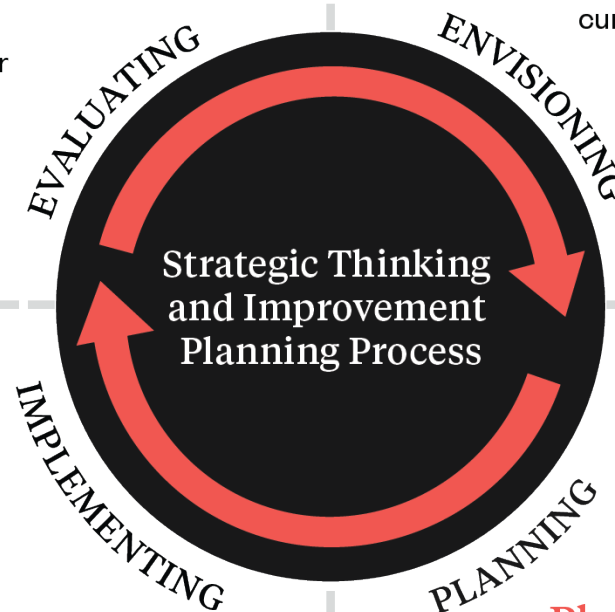 EVALUATING
ENVISIONING
Strategic Thinking
and Improvement
Planning Process
IMPLEMENTING
PLANNING